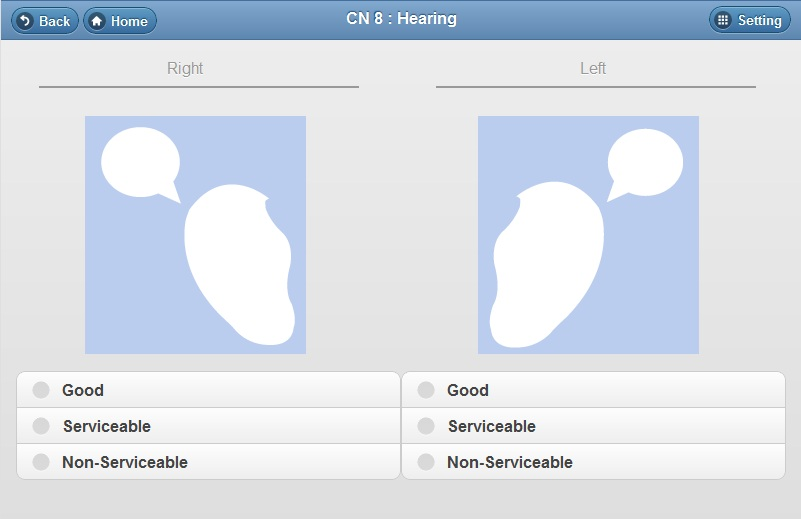 Back
Home
CN 8 : Hearing
Setting
Right
Left
Good
Serviceable
Non-Serviceable
Good
Serviceable
Non-Serviceable